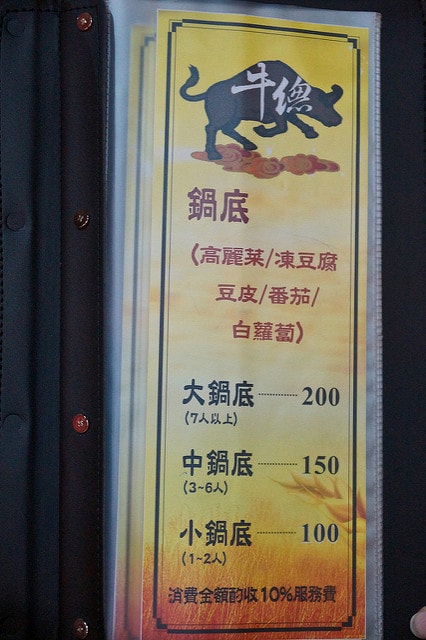 牛總
鍋底
(高麗菜/凍豆腐
豆皮/番茄/
白蘿蔔)
大鍋底 ---------- 200
(7人以上)
中鍋底 ---------- 150
(3~6人)
小鍋底 ---------- 100
(1~2人)
消費金額酌收10%服務費